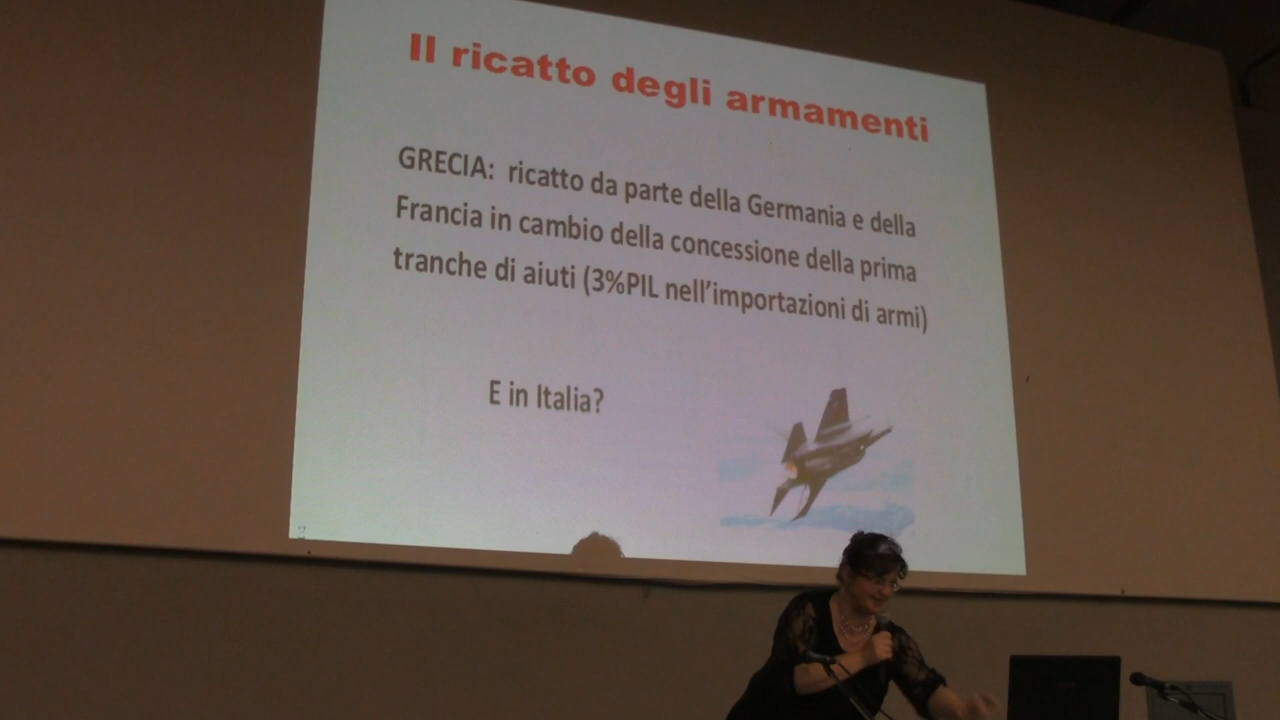 Il ricatto degli armamenti
GRECIA: ricatto da parte della Germania e della
Francia in cambio della concessione della prima
tranche di aiuti (3%PIL nell'importazioni di armi)
E in Italia?